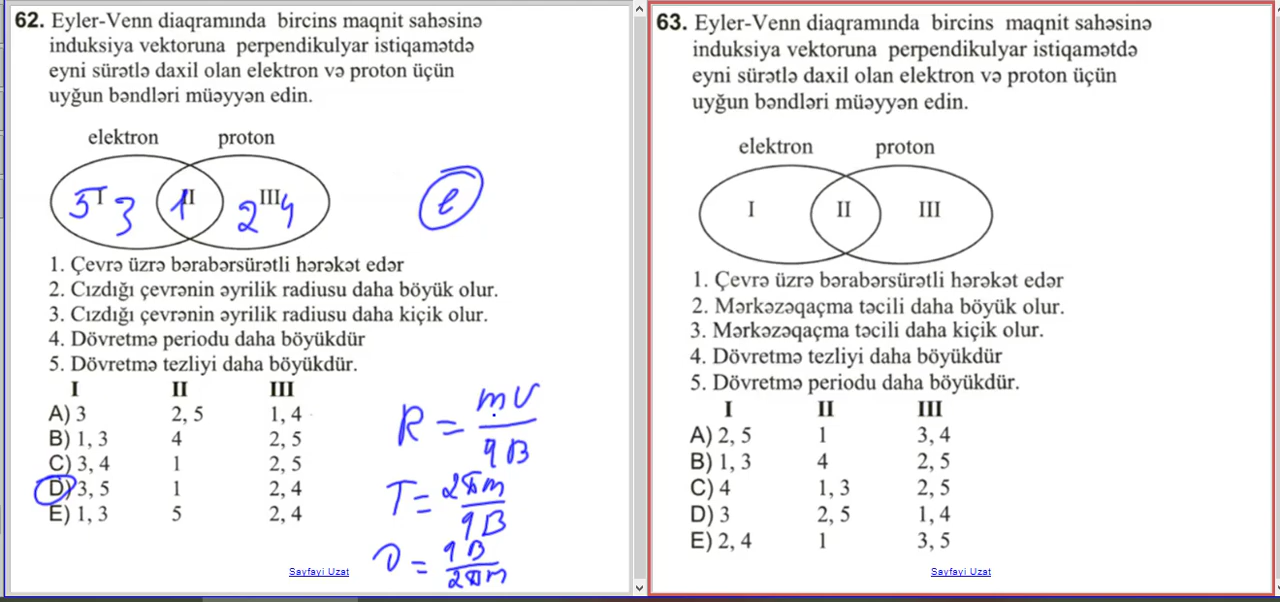 62. Eyler-Venn diaqramında bircins maqnit sahəsinə
induksiya vektoruna perpendikulyar istiqamətdə
eyni sürətlə daxil olan elektron və proton üçün
uyğun bəndləri müəyyən edin.
elektron proton
I II III
5 3 1 2 4
e
1. Çevrə üzrə bərabərsürətli hərəkət edər
2. Cızdığı çevrənin əyrilik radiusu daha böyük olur.
3. Cızdığı çevrənin əyrilik radiusu daha kiçik olur.
4. Dövretmə periodu daha böyükdür
5. Dövretmə tezliyi daha böyükdür.
I II III
A) 3 2, 5 1, 4
B) 1, 3 4 2, 5
C) 3, 4 1 2, 5
D) 3, 5 1 2, 4
E) 1, 3 5 2, 4
R = mV / qB
T = 2πm / qB
υ = qB / 2πm
Sayfayi Uzat
63. Eyler-Venn diaqramında bircins maqnit sahəsinə
induksiya vektoruna perpendikulyar istiqamətdə
eyni sürətlə daxil olan elektron və proton üçün
uyğun bəndləri müəyyən edin.
elektron proton
I II III
1. Çevrə üzrə bərabərsürətli hərəkət edər
2. Mərkəzəqaçma təcili daha böyük olur.
3. Mərkəzəqaçma təcili daha kiçik olur.
4. Dövretmə tezliyi daha böyükdür
5. Dövretmə periodu daha böyükdür.
I II III
A) 2, 5 1 3, 4
B) 1, 3 4 2, 5
C) 4 1, 3 2, 5
D) 3 2, 5 1, 4
E) 2, 4 1 3, 5
Sayfayi Uzat